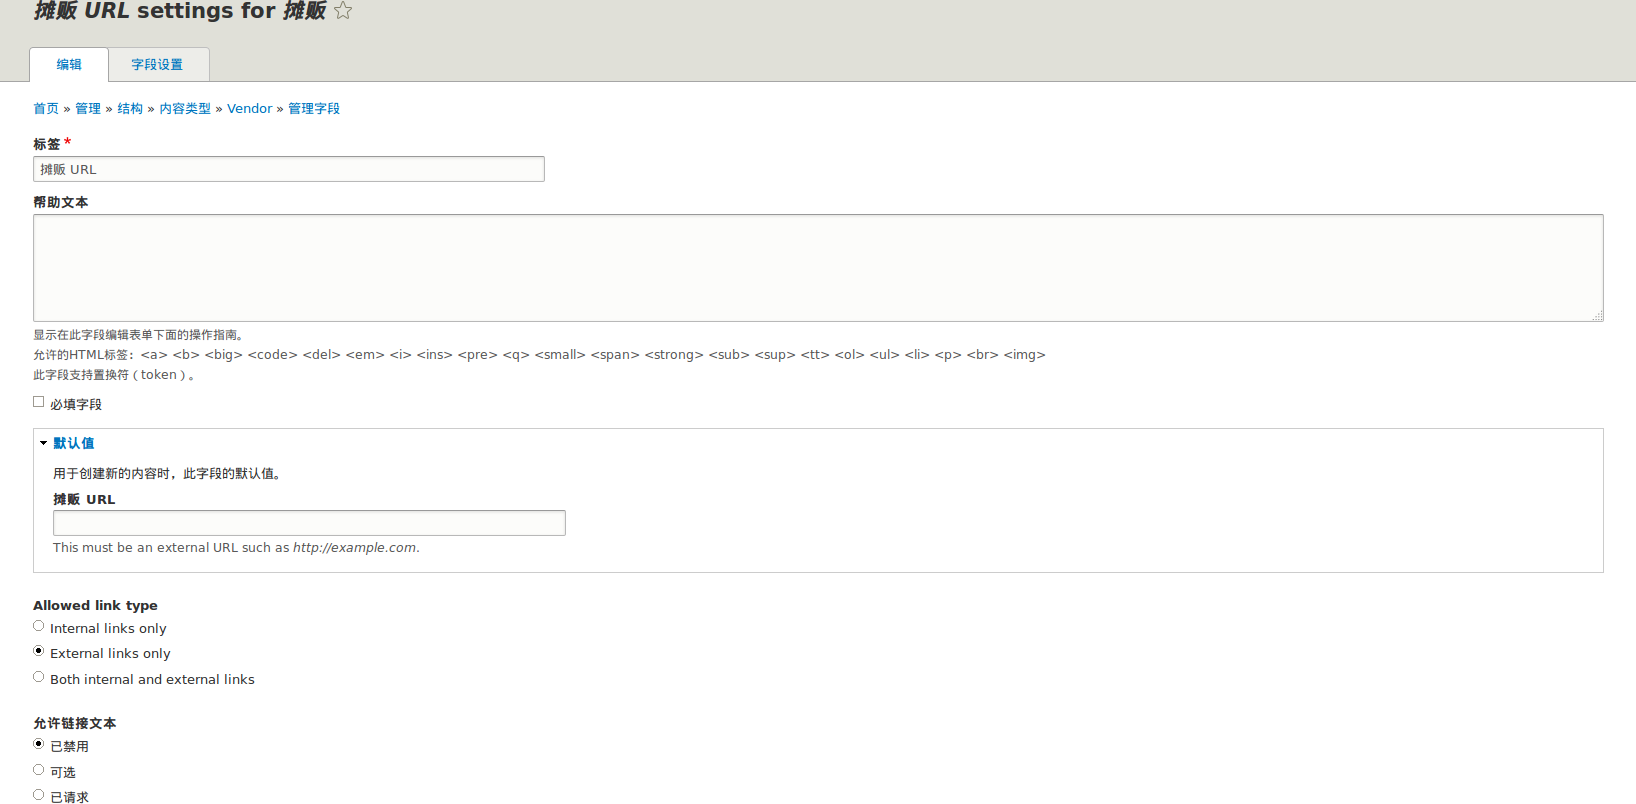 摊贩 URL settings for 摊贩
编辑 字段设置
首页 » 管理 » 结构 » 内容类型 » Vendor » 管理字段
标签 *
摊贩 URL
帮助文本
显示在此字段编辑表单下面的操作指南。
允许的HTML标签：<a> <b> <big> <code> <del> <em> <i> <ins> <pre> <q> <small> <span> <strong> <sub> <sup> <tt> <ol> <ul> <li> <p> <br> <img>
此字段支持置换符（token）。
必填字段
默认值
用于创建新的内容时，此字段的默认值。
摊贩 URL
This must be an external URL such as http://example.com.
Allowed link type
Internal links only
External links only
Both internal and external links
允许链接文本
已禁用
可选
已请求